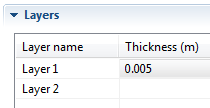 Layers
Layer name Thickness (m)
Layer 1 0.005
Layer 2